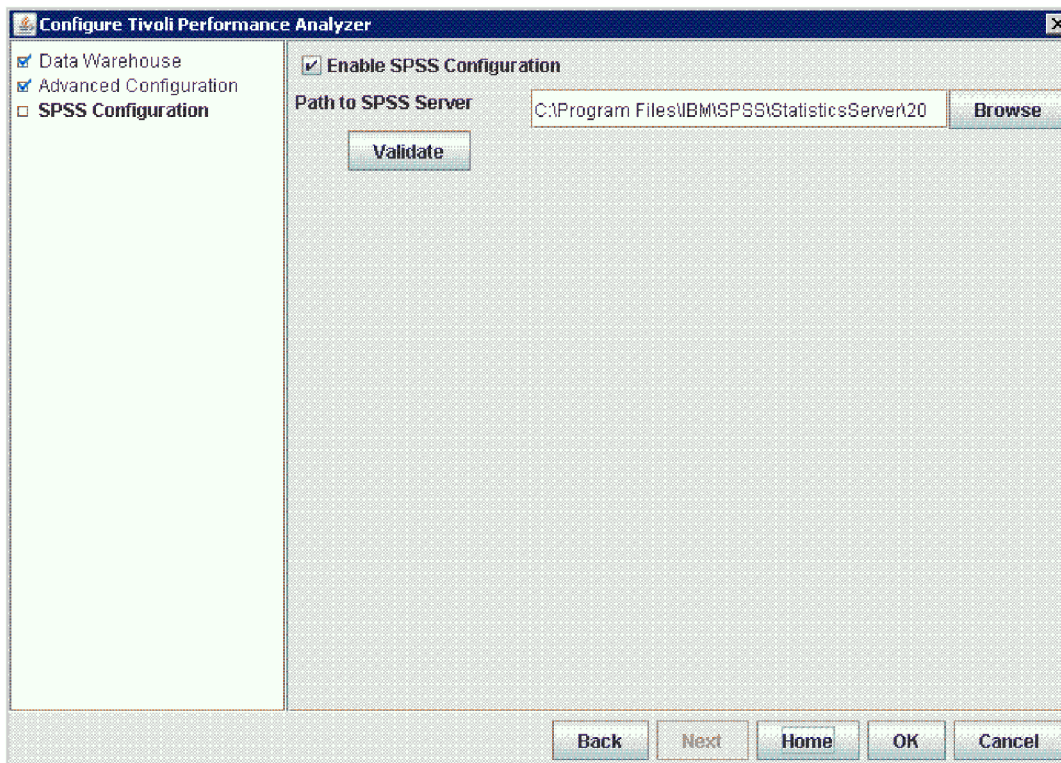 Configure Tivoli Performance Analyzer
Data Warehouse
Advanced Configuration
SPSS Configuration
Enable SPSS Configuration
Path to SPSS Server
C:\Program Files\IBM\SPSS\StatisticsServer\20
Browse
Validate
Back
Next
Home
OK
Cancel